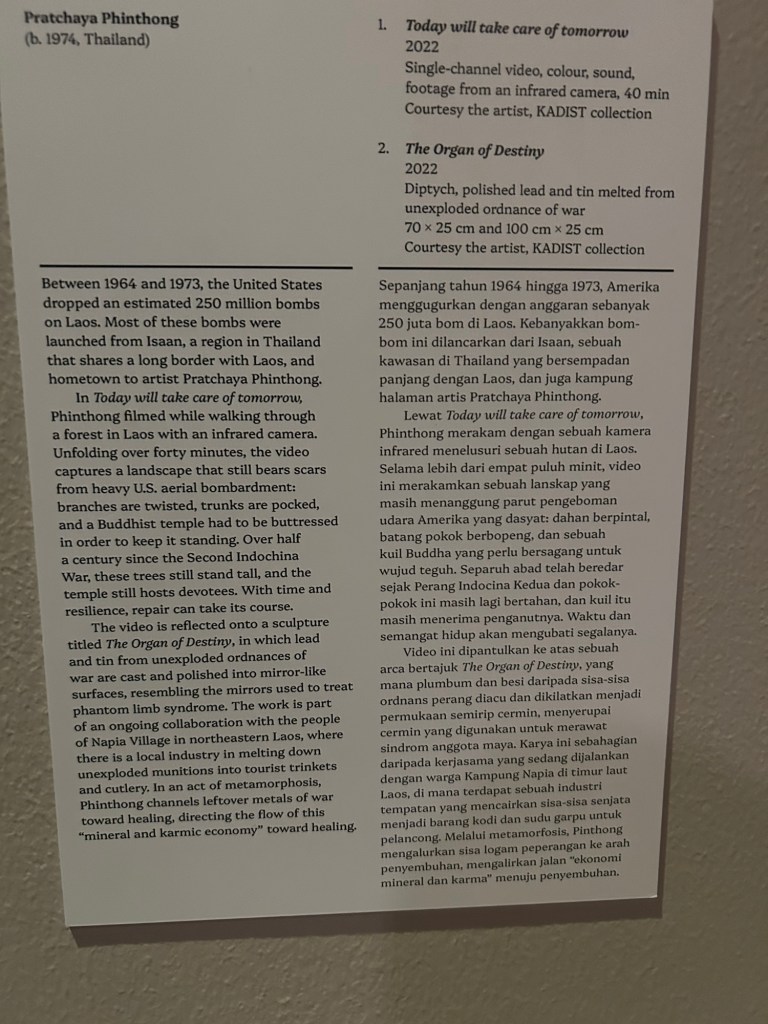 Pratchaya Phinthong
(b. 1974, Thailand)
1. Today will take care of tomorrow
2022
Single-channel video, colour, sound,
footage from an infrared camera, 40 min
Courtesy the artist, KADIST collection
2. The Organ of Destiny
2022
Diptych, polished lead and tin melted from
unexploded ordnance of war
70 × 25 cm and 100 cm × 25 cm
Courtesy the artist, KADIST collection
Between 1964 and 1973, the United States
dropped an estimated 250 million bombs
on Laos. Most of these bombs were
launched from Isaan, a region in Thailand
that shares a long border with Laos, and
hometown to artist Pratchaya Phinthong.
In Today will take care of tomorrow,
Phinthong filmed while walking through
a forest in Laos with an infrared camera.
Unfolding over forty minutes, the video
captures a landscape that still bears scars
from heavy U.S. aerial bombardment:
branches are twisted, trunks are pocked,
and a Buddhist temple had to be buttressed
in order to keep it standing. Over half
a century since the Second Indochina
War, these trees still stand tall, and the
temple still hosts devotees. With time and
resilience, repair can take its course.
The video is reflected onto a sculpture
titled The Organ of Destiny, in which lead
and tin from unexploded ordnances of
war are cast and polished into mirror-like
surfaces, resembling the mirrors used to treat
phantom limb syndrome. The work is part
of an ongoing collaboration with the people
of Napia Village in northeastern Laos, where
there is a local industry in melting down
unexploded munitions into tourist trinkets
and cutlery. In an act of metamorphosis,
Phinthong channels leftover metals of war
toward healing, directing the flow of this
“mineral and karmic economy” toward healing.
Sepanjang tahun 1964 hingga 1973, Amerika
menggugurkan dengan anggaran sebanyak
250 juta bom di Laos. Kebanyakkan bom-
bom ini dilancarkan dari Isaan, sebuah
kawasan di Thailand yang bersempadan
panjang dengan Laos, dan juga kampung
halaman artis Pratchaya Phinthong.
Lewat Today will take care of tomorrow,
Phinthong merakam dengan sebuah kamera
infrared menelusuri sebuah hutan di Laos.
Selama lebih dari empat puluh minit, video
ini merakamkan sebuah lanskap yang
masih menanggung parut pengeboman
udara Amerika yang dasyat: dahan berpintal,
batang pokok berbopeng, dan sebuah
kuil Buddha yang perlu bersagang untuk
wujud teguh. Separuh abad telah beredar
sejak Perang Indocina Kedua dan pokok-
pokok ini masih lagi bertahan, dan kuil itu
masih menerima penganutnya. Waktu dan
semangat hidup akan mengubati segalanya.
Video ini dipantulkan ke atas sebuah
arca bertajuk The Organ of Destiny, yang
mana plumbum dan besi daripada sisa-sisa
ordnans perang diacu dan dikilatkan menjadi
permukaan semirip cermin, menyerupai
cermin yang digunakan untuk merawat
sindrom anggota maya. Karya ini sebahagian
daripada kerjasama yang sedang dijalankan
dengan warga Kampung Napia di timur laut
Laos, di mana terdapat sebuah industri
tempatan yang mencairkan sisa-sisa senjata
menjadi barang kodi dan sudu garpu untuk
pelancong. Melalui metamorfosis, Pinthong
mengalurkan sisa logam peperangan ke arah
penyembuhan, mengalirkan jalan “ekonomi
mineral dan karma” menuju penyembuhan.